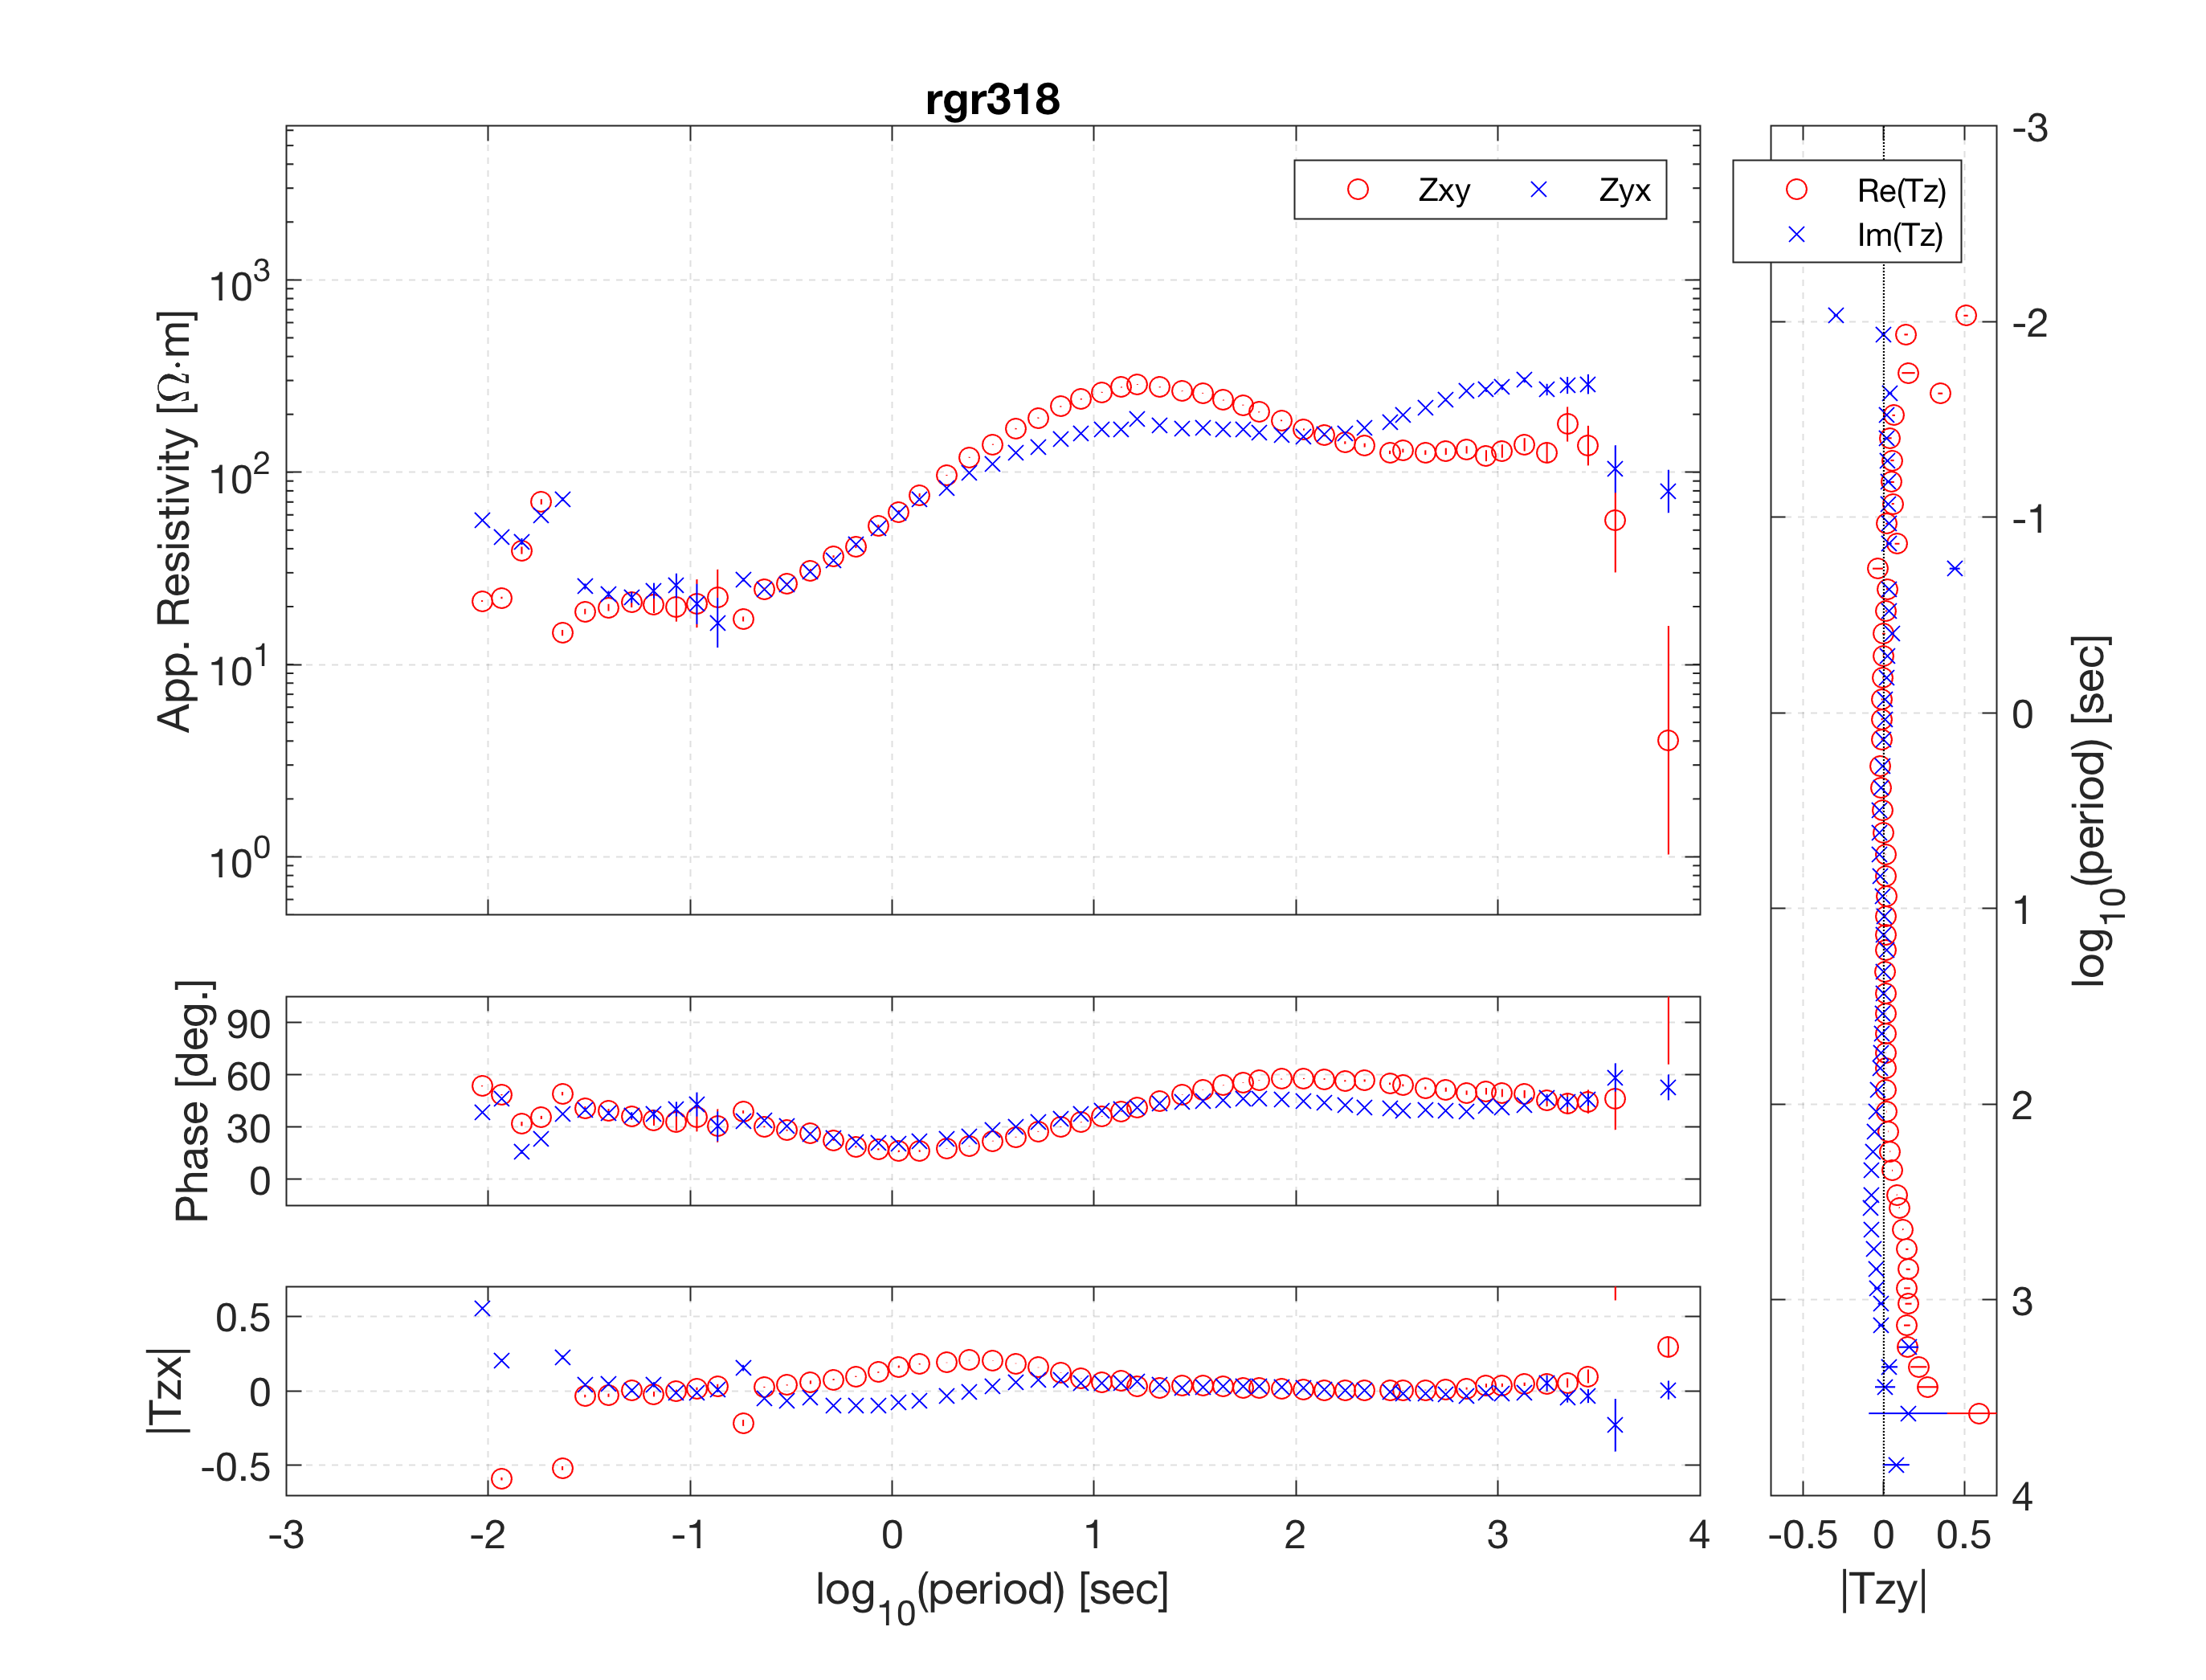 rgr318
Zxy Zyx
Re(Tz)
Im(Tz)
App. Resistivity [Ω·m]
10^3
10^2
10^1
10^0
Phase [deg.]
90
60
30
0
|Tzx|
0.5
0
-0.5
-3 -2 -1 0 1 2 3 4
log_10(period) [sec]
-3
-2
-1
0
1
2
3
4
log_10(period) [sec]
-0.5 0 0.5
|Tzy|